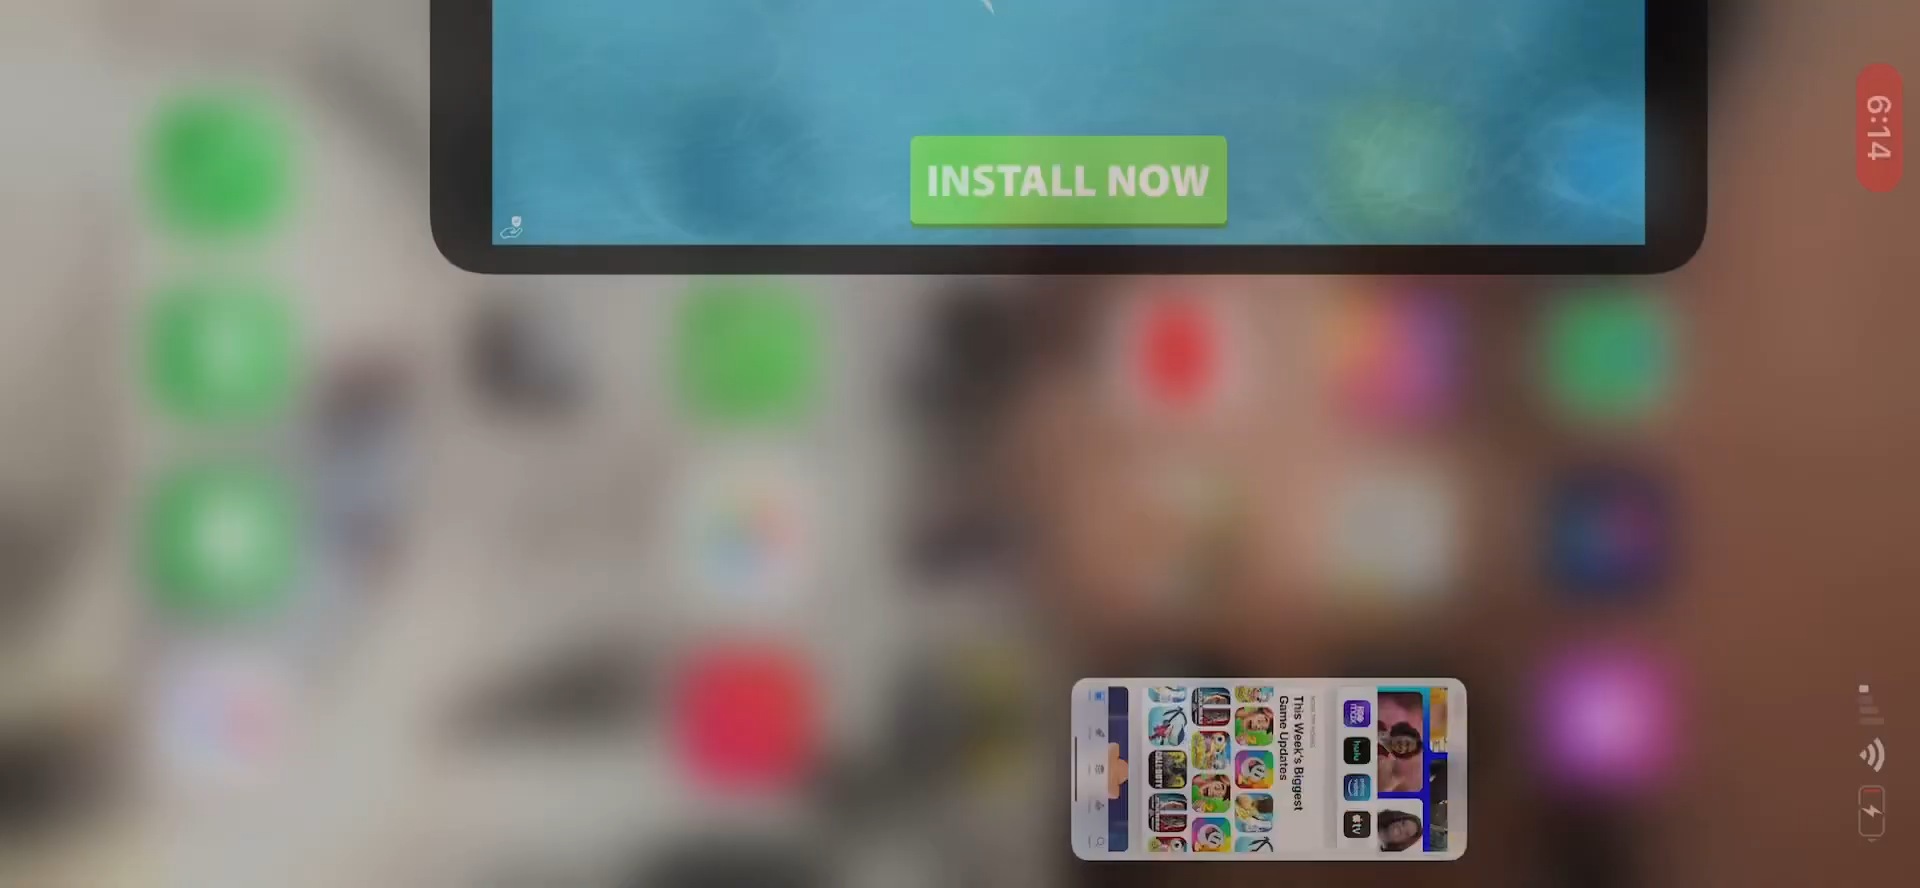 INSTALL NOW
6:14
This Week's Biggest
Game Updates
hulu
tv